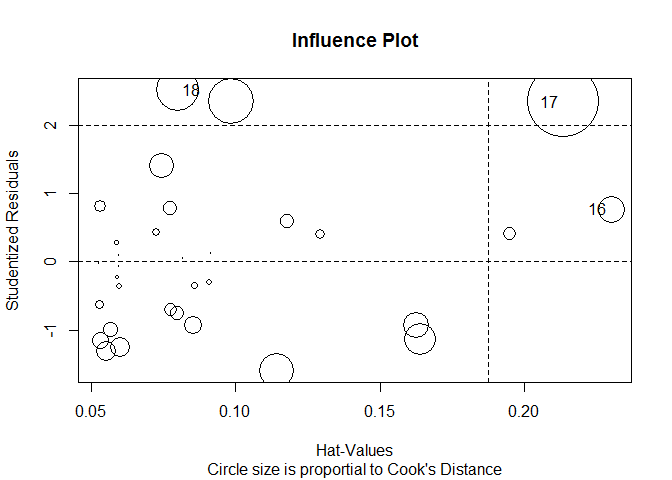 Influence Plot
18
17
16
Studentized Residuals
2
1
0
-1
0.05 0.10 0.15 0.20
Hat-Values
Circle size is proportial to Cook's Distance